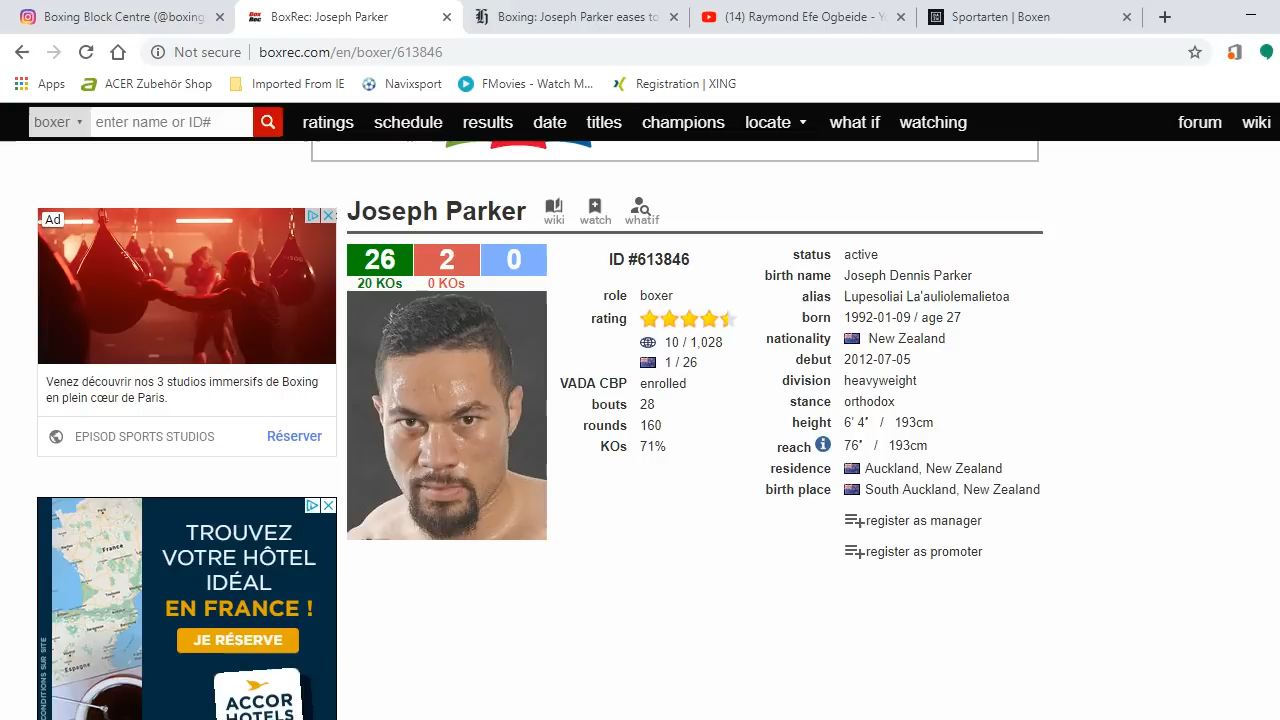 Boxing Block Centre (@boxing
BoxRec: Joseph Parker
Boxing: Joseph Parker eases to
(14) Raymond Efe Ogbeide - Y
Sportarten | Boxen
Not secure
boxrec.com/en/boxer/613846
Apps
ACER Zubehör Shop
Imported From IE
Navixsport
FMovies - Watch M...
Registration | XING
boxer
enter name or ID#
ratings
schedule
results
date
titles
champions
locate
what if
watching
forum
wiki
Joseph Parker
wiki
watch
whatif
26 2 0
20 KOs 0 KOs
ID #613846
role boxer
rating
10 / 1,028
1 / 26
VADA CBP enrolled
bouts 28
rounds 160
KOs 71%
status active
birth name Joseph Dennis Parker
alias Lupesoliai La'auliolemalietoa
born 1992-01-09 / age 27
nationality New Zealand
debut 2012-07-05
division heavyweight
stance orthodox
height 6′ 4″ / 193cm
reach 76″ / 193cm
residence Auckland, New Zealand
birth place South Auckland, New Zealand
register as manager
register as promoter
Ad
Venez découvrir nos 3 studios immersifs de Boxing
en plein cœur de Paris.
EPISOD SPORTS STUDIOS
Réserver
TROUVEZ
VOTRE HÔTEL
IDÉAL
EN FRANCE !
JE RÉSERVE
France
Espagne
CONDITIONS SUR SITE
ACCOR
HOTELS